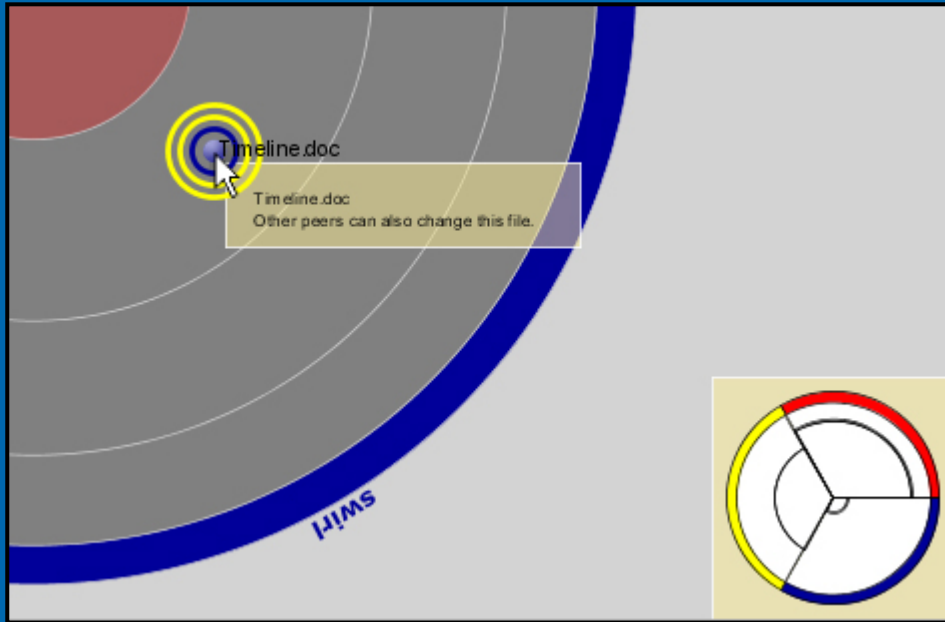 Timeline.doc
Timeline.doc
Other peers can also change this file.
swirl